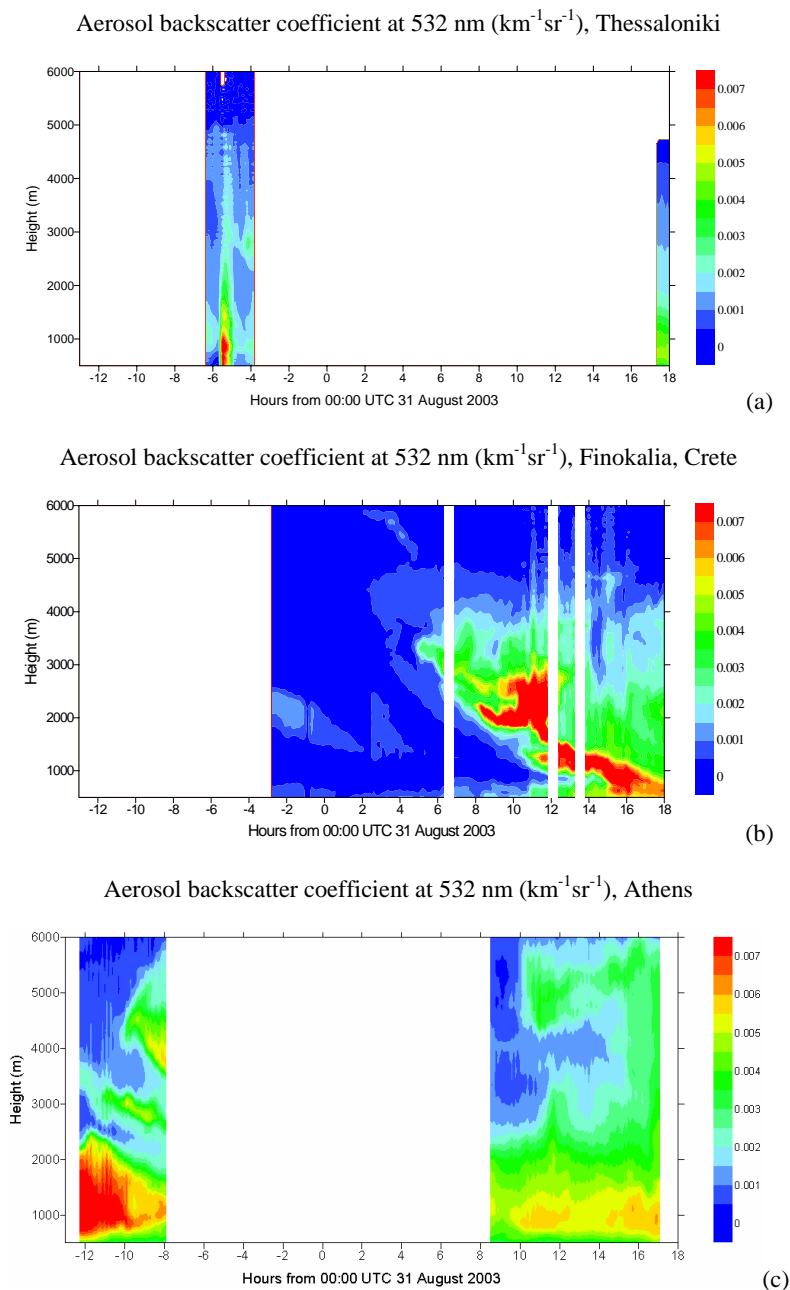 Aerosol backscatter coefficient at 532 nm (km⁻¹sr⁻¹), Thessaloniki
6000
5000
4000
3000
2000
1000
Height (m)
-12 -10 -8 -6 -4 -2 0 2 4 6 8 10 12 14 16 18
Hours from 00:00 UTC 31 August 2003
0.007
0.006
0.005
0.004
0.003
0.002
0.001
0
(a)
Aerosol backscatter coefficient at 532 nm (km⁻¹sr⁻¹), Finokalia, Crete
6000
5000
4000
3000
2000
1000
Height (m)
-12 -10 -8 -6 -4 -2 0 2 4 6 8 10 12 14 16 18
Hours from 00:00 UTC 31 August 2003
0.007
0.006
0.005
0.004
0.003
0.002
0.001
0
(b)
Aerosol backscatter coefficient at 532 nm (km⁻¹sr⁻¹), Athens
6000
5000
4000
3000
2000
1000
Height (m)
-12 -10 -8 -6 -4 -2 0 2 4 6 8 10 12 14 16 18
Hours from 00:00 UTC 31 August 2003
0.007
0.006
0.005
0.004
0.003
0.002
0.001
0
(c)